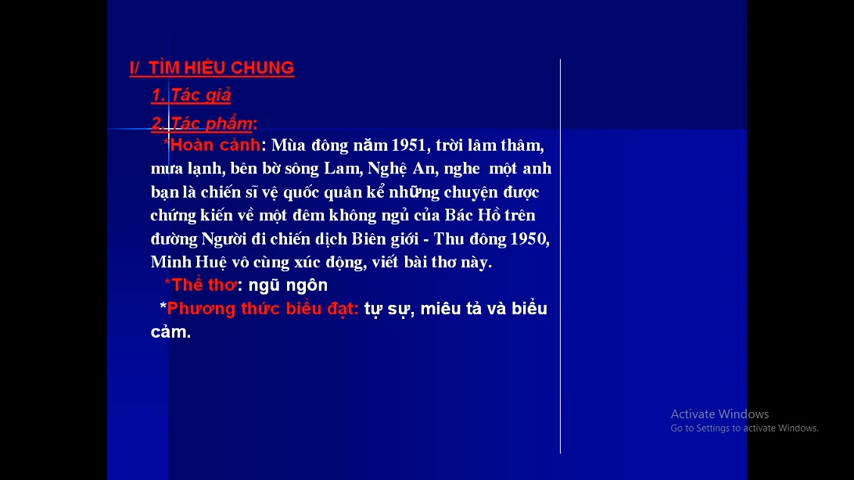 I/ TÌM HIỂU CHUNG
1. Tác giả
2. Tác phẩm:
*Hoàn cảnh: Mùa đông năm 1951, trời lâm thâm,
mưa lạnh, bên bờ sông Lam, Nghệ An, nghe một anh
bạn là chiến sĩ vệ quốc quân kể những chuyện được
chứng kiến về một đêm không ngủ của Bác Hồ trên
đường Người đi chiến dịch Biên giới - Thu đông 1950,
Minh Huệ vô cùng xúc động, viết bài thơ này.
*Thể thơ: ngũ ngôn
*Phương thức biểu đạt: tự sự, miêu tả và biểu
cảm.
Activate Windows
Go to Settings to activate Windows.